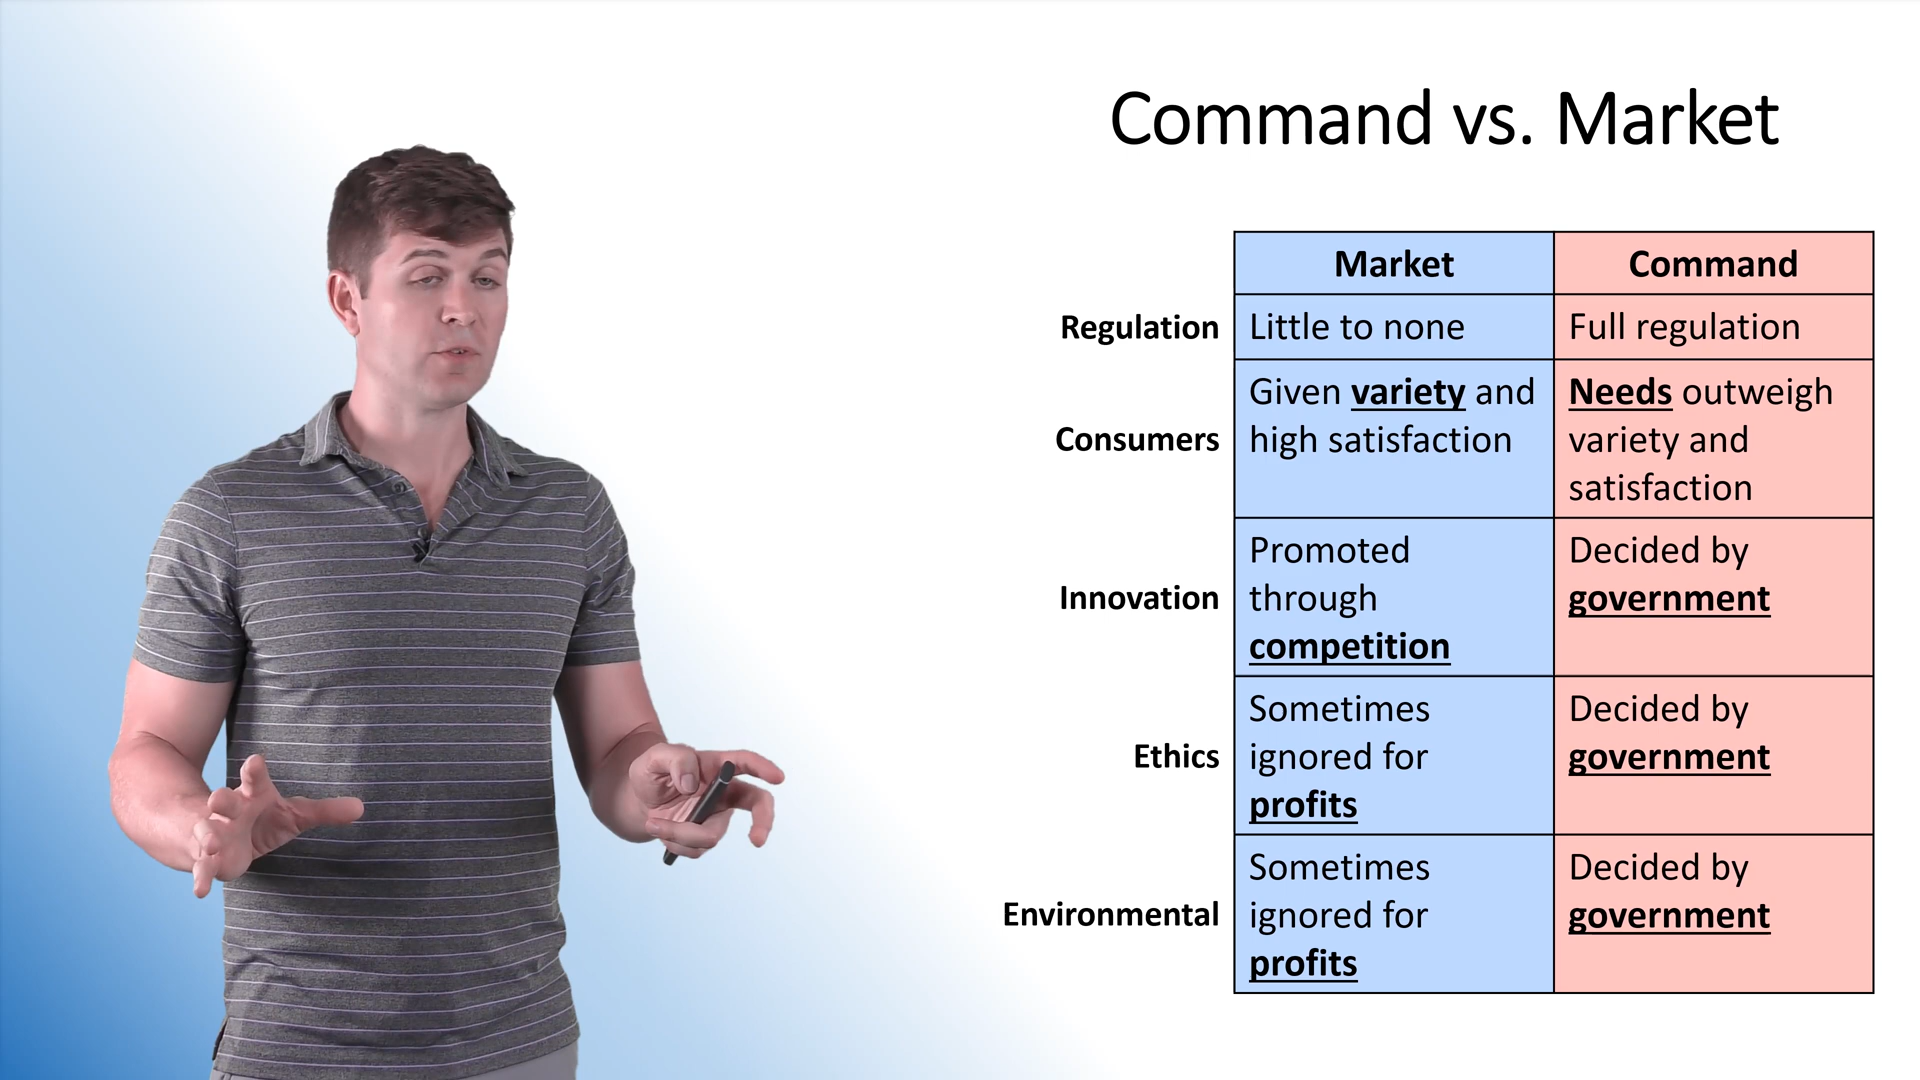 Command vs. Market
Market
Command
Regulation
Little to none
Full regulation
Consumers
Given variety and
high satisfaction
Needs outweigh
variety and
satisfaction
Innovation
Promoted
through
competition
Decided by
government
Ethics
Sometimes
ignored for
profits
Decided by
government
Environmental
Sometimes
ignored for
profits
Decided by
government